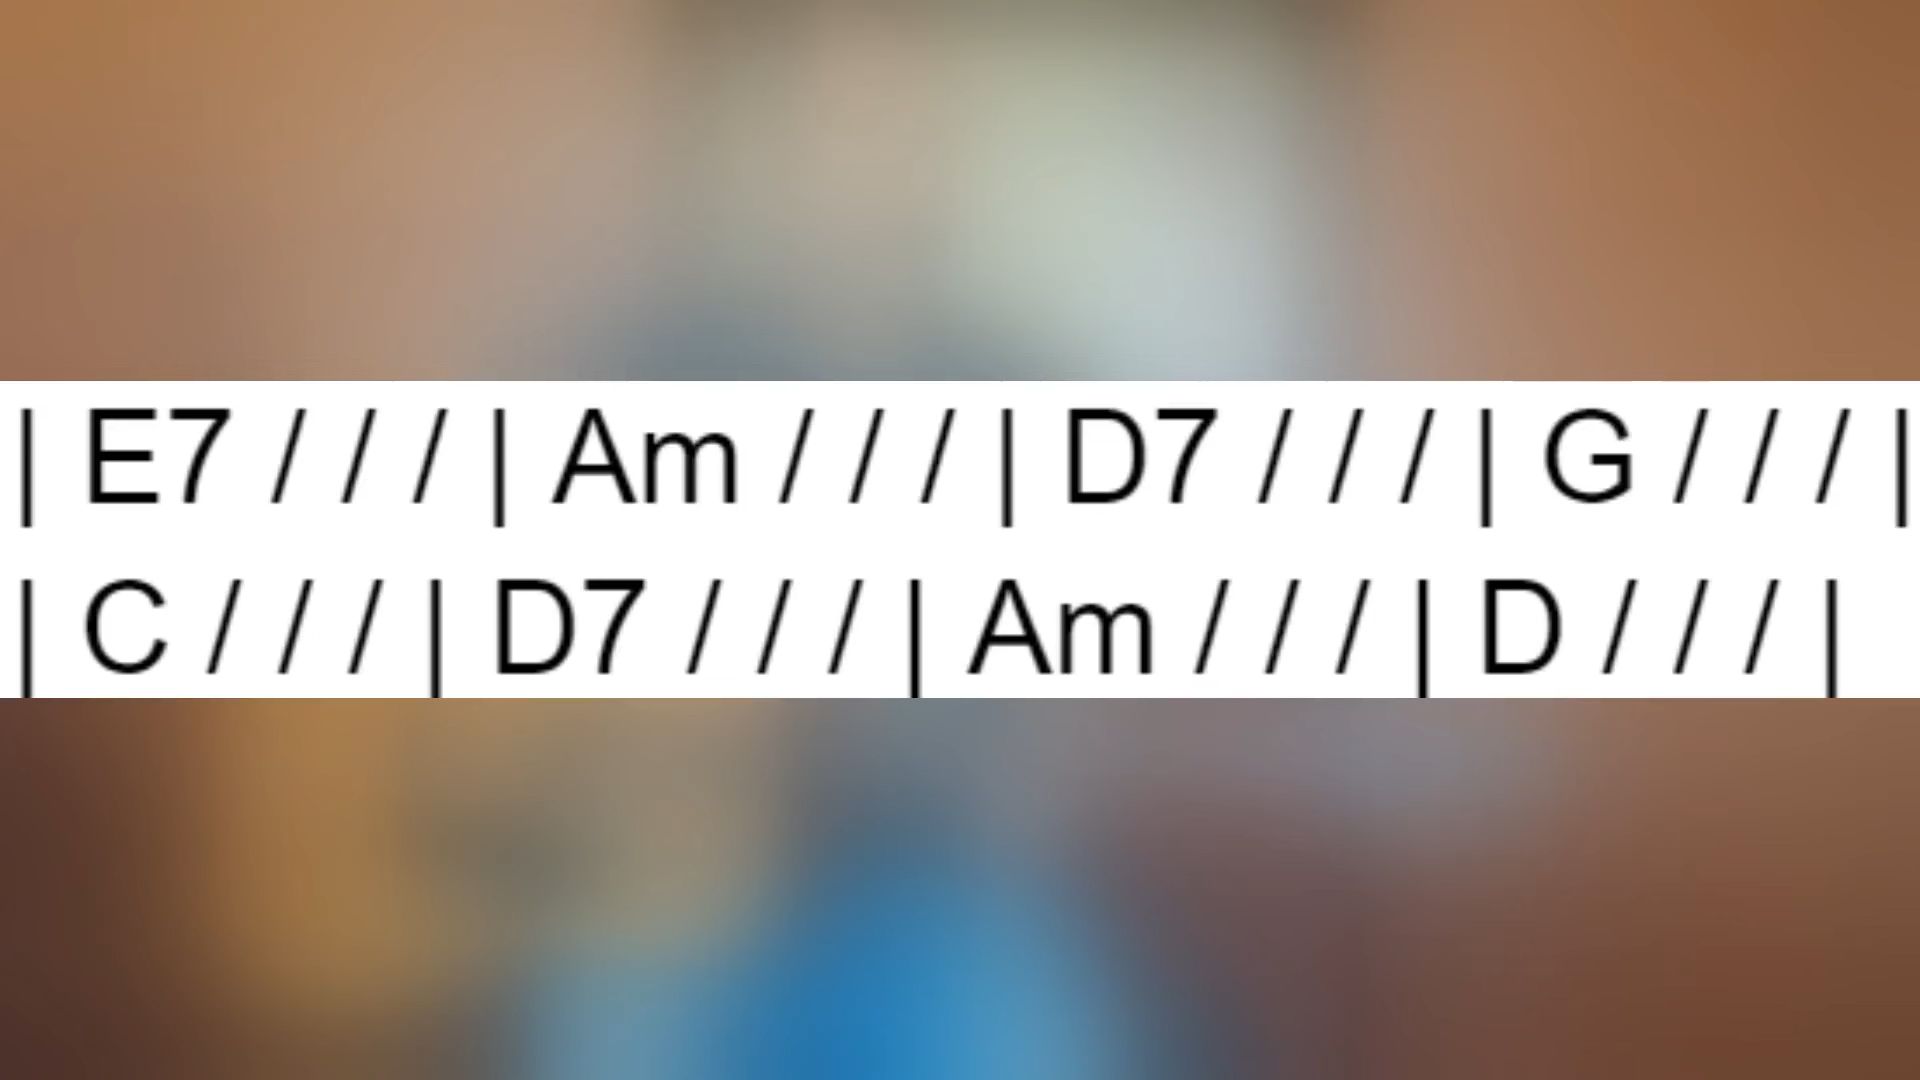 | E7 / / / | Am / / / | D7 / / / | G / / / |
| C / / / | D7 / / / | Am / / / | D / / / |